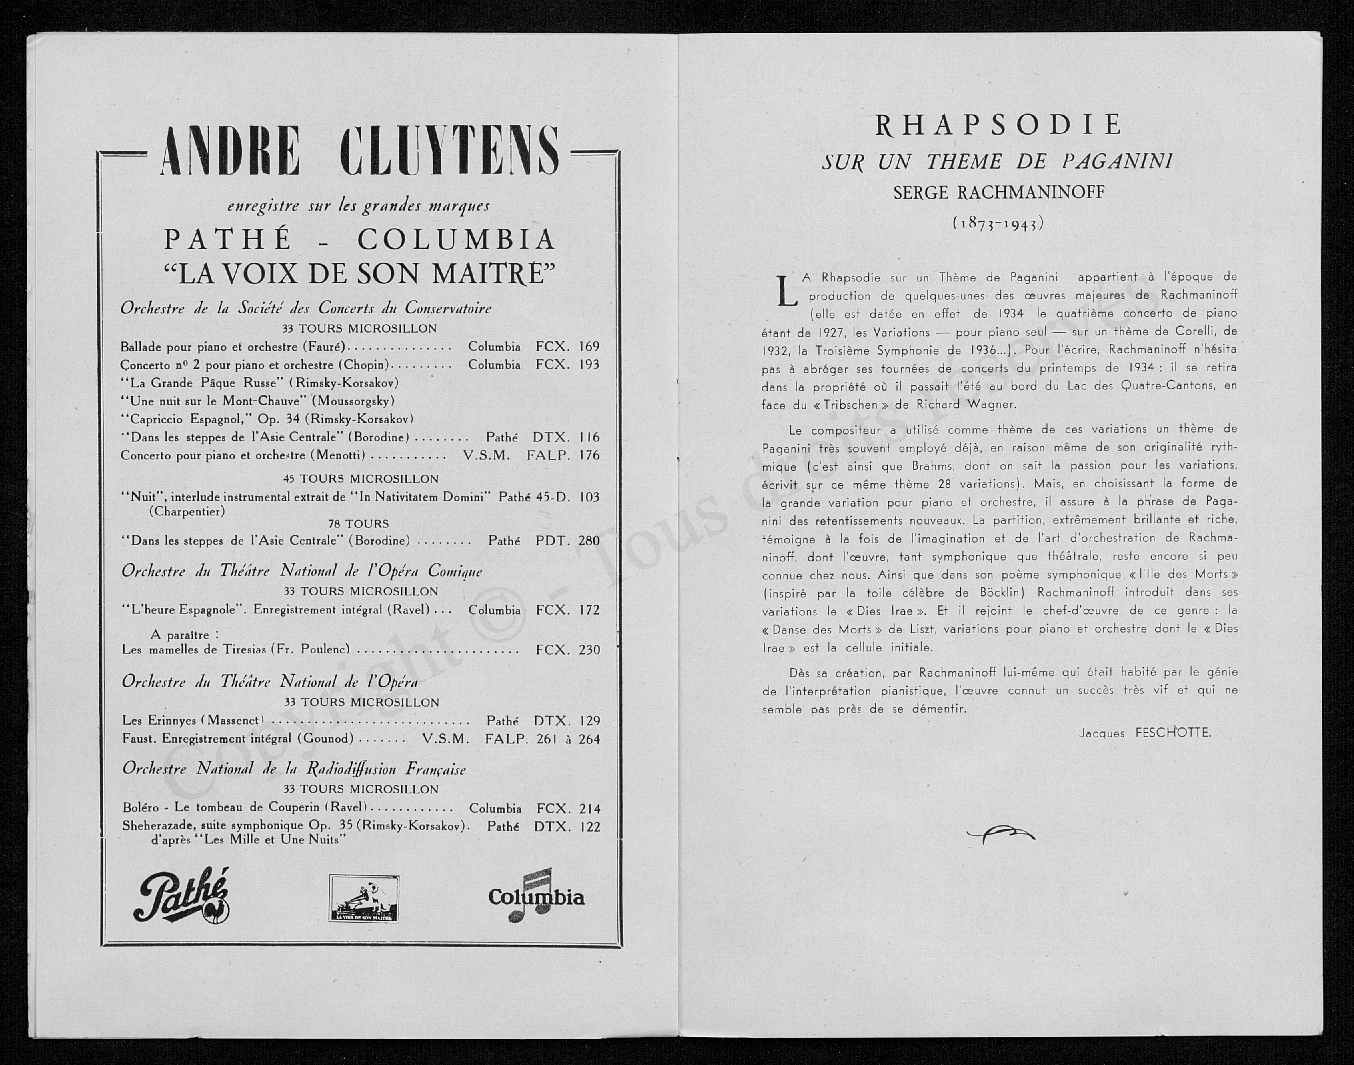 ANDRE CLUYTENS
enregistre sur les grandes marques
PATHÉ - COLUMBIA
“LA VOIX DE SON MAITRE”
Orchestre de la Société des Concerts du Conservatoire
33 TOURS MICROSILLON
Ballade pour piano et orchestre (Fauré)............... Columbia FCX. 169
Concerto nº 2 pour piano et orchestre (Chopin)......... Columbia FCX. 193
“La Grande Pâque Russe” (Rimsky-Korsakov)
“Une nuit sur le Mont-Chauve” (Moussorgsky)
“Capriccio Espagnol,” Op. 34 (Rimsky-Korsakov)
“Dans les steppes de l'Asie Centrale” (Borodine) ........ Pathé DTX. 116
Concerto pour piano et orchestre (Menotti) ........... V.S.M. FALP. 176
45 TOURS MICROSILLON
“Nuit”, interlude instrumental extrait de “In Nativitatem Domini” Pathé 45-D. 103
(Charpentier)
78 TOURS
“Dans les steppes de l'Asie Centrale” (Borodine) ........ Pathé PDT. 280
Orchestre du Théâtre National de l'Opéra Comique
33 TOURS MICROSILLON
“L'heure Espagnole”. Enregistrement intégral (Ravel) ... Columbia FCX. 172
A paraître :
Les mamelles de Tiresias (Fr. Poulenc) ....................... FCX. 230
Orchestre du Théâtre National de l'Opéra
33 TOURS MICROSILLON
Les Erinnyes (Massenet) ............................ Pathé DTX. 129
Faust. Enregistrement intégral (Gounod) ....... V.S.M. FALP. 261 à 264
Orchestre National de la Radiodiffusion Française
33 TOURS MICROSILLON
Boléro - Le tombeau de Couperin (Ravel)............ Columbia FCX. 214
Sheherazade, suite symphonique Op. 35 (Rimsky-Korsakov). Pathé DTX. 122
d'après “Les Mille et Une Nuits”
Pathé
LA VOIX DE SON MAITRE
Columbia
RHAPSODIE
SUR UN THEME DE PAGANINI
SERGE RACHMANINOFF
(1873-1943)
LA Rhapsodie sur un Thème de Paganini appartient à l'époque de
production de quelques-unes des œuvres majeures de Rachmaninoff
(elle est datée en effet de 1934 le quatrième concerto de piano
étant de 1927, les Variations — pour piano seul — sur un thème de Corelli, de
1932, la Troisième Symphonie de 1936...). Pour l'écrire, Rachmaninoff n'hésita
pas à abréger ses tournées de concerts du printemps de 1934 : il se retira
dans la propriété où il passait l'été au bord du Lac des Quatre-Cantons, en
face du « Tribschen » de Richard Wagner.
Le compositeur a utilisé comme thème de ces variations un thème de
Paganini très souvent employé déjà, en raison même de son originalité ryth-
mique (c'est ainsi que Brahms, dont on sait la passion pour les variations,
écrivit sur ce même thème 28 variations). Mais, en choisissant la forme de
la grande variation pour piano et orchestre, il assure à la phrase de Paga-
nini des retentissements nouveaux. La partition, extrêmement brillante et riche,
témoigne à la fois de l'imagination et de l'art d'orchestration de Rachma-
ninoff, dont l'œuvre, tant symphonique que théâtrale, reste encore si peu
connue chez nous. Ainsi que dans son poème symphonique « l'Ile des Morts »
(inspiré par la toile célèbre de Böcklin) Rachmaninoff introduit dans ses
variations le « Dies Irae ». Et il rejoint le chef-d'œuvre de ce genre : la
« Danse des Morts » de Liszt, variations pour piano et orchestre dont le « Dies
Irae » est la cellule initiale.
Dès sa création, par Rachmaninoff lui-même qui était habité par le génie
de l'interprétation pianistique, l'œuvre connut un succès très vif et qui ne
semble pas près de se démentir.
Jacques FESCHOTTE.
Copyright © - Tous droits réservés